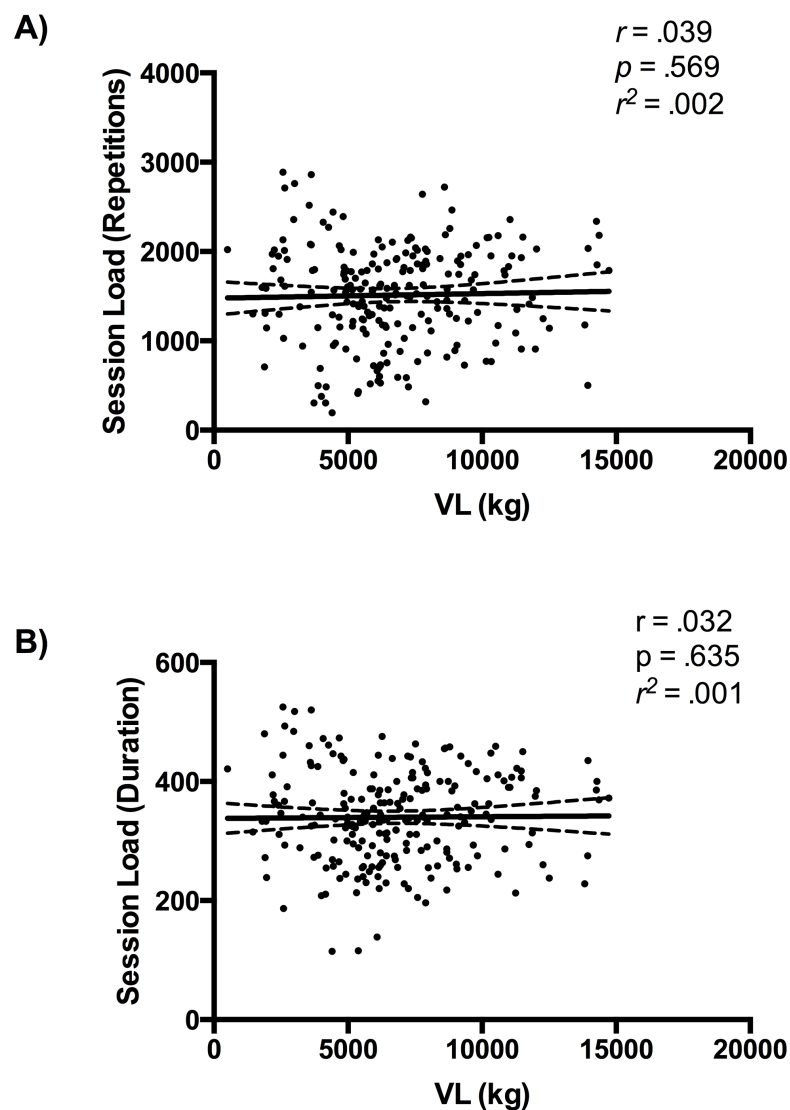 A)
r = .039
p = .569
r² = .002
Session Load (Repetitions)
4000
3000
2000
1000
0
0 5000 10000 15000 20000
VL (kg)
B)
r = .032
p = .635
r² = .001
Session Load (Duration)
600
400
200
0
0 5000 10000 15000 20000
VL (kg)